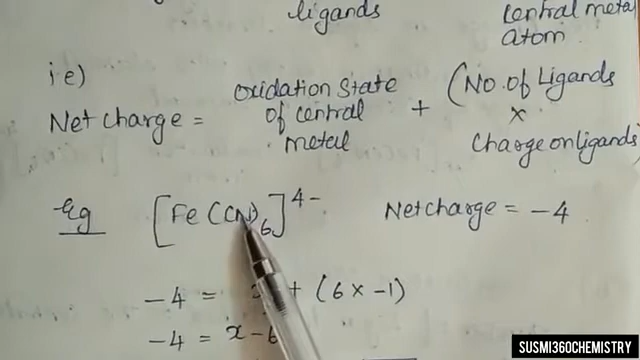 ligands central metal
atom
i.e)
Net charge = oxidation state of central metal + (No. of Ligands × charge on ligands)
Eg [Fe(CN)6]4- Net charge = -4
-4 = + (6 × -1)
-4 = x - 6
SUSMI360CHEMISTRY